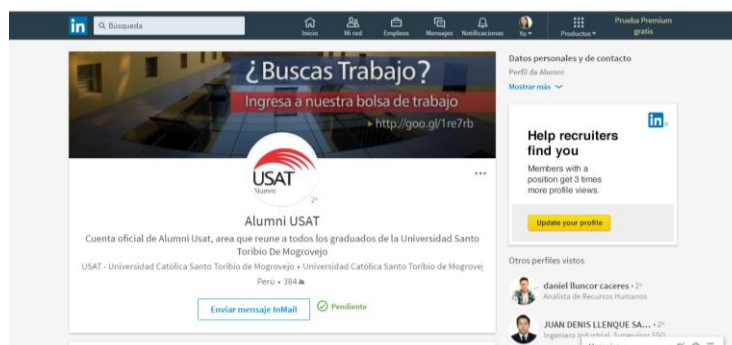 in
Búsqueda
Inicio
Mi red
Empleos
Mensajes
Notificaciones
Yo
Productos
Prueba Premium
gratis
¿Buscas Trabajo?
Ingresa a nuestra bolsa de trabajo
http://goo.gl/1re7rb
USAT
Alumni
2º
Alumni USAT
Cuenta oficial de Alumni Usat, area que reune a todos los graduados de la Universidad Santo
Toribio De Mogrovejo
USAT - Universidad Católica Santo Toribio de Mogrovejo • Universidad Católica Santo Toribio de Mogrovej
Perú • 384
Enviar mensaje InMail
Pendiente
Datos personales y de contacto
Perfil de Alumni
Mostrar más
in
Help recruiters
find you
Members with a
position get 3 times
more profile views.
Update your profile
Otros perfiles vistos
daniel lluncor caceres • 2º
Analista de Recursos Humanos
JUAN DENIS LLENQUE SA... • 2º
Ingeniero Industrial